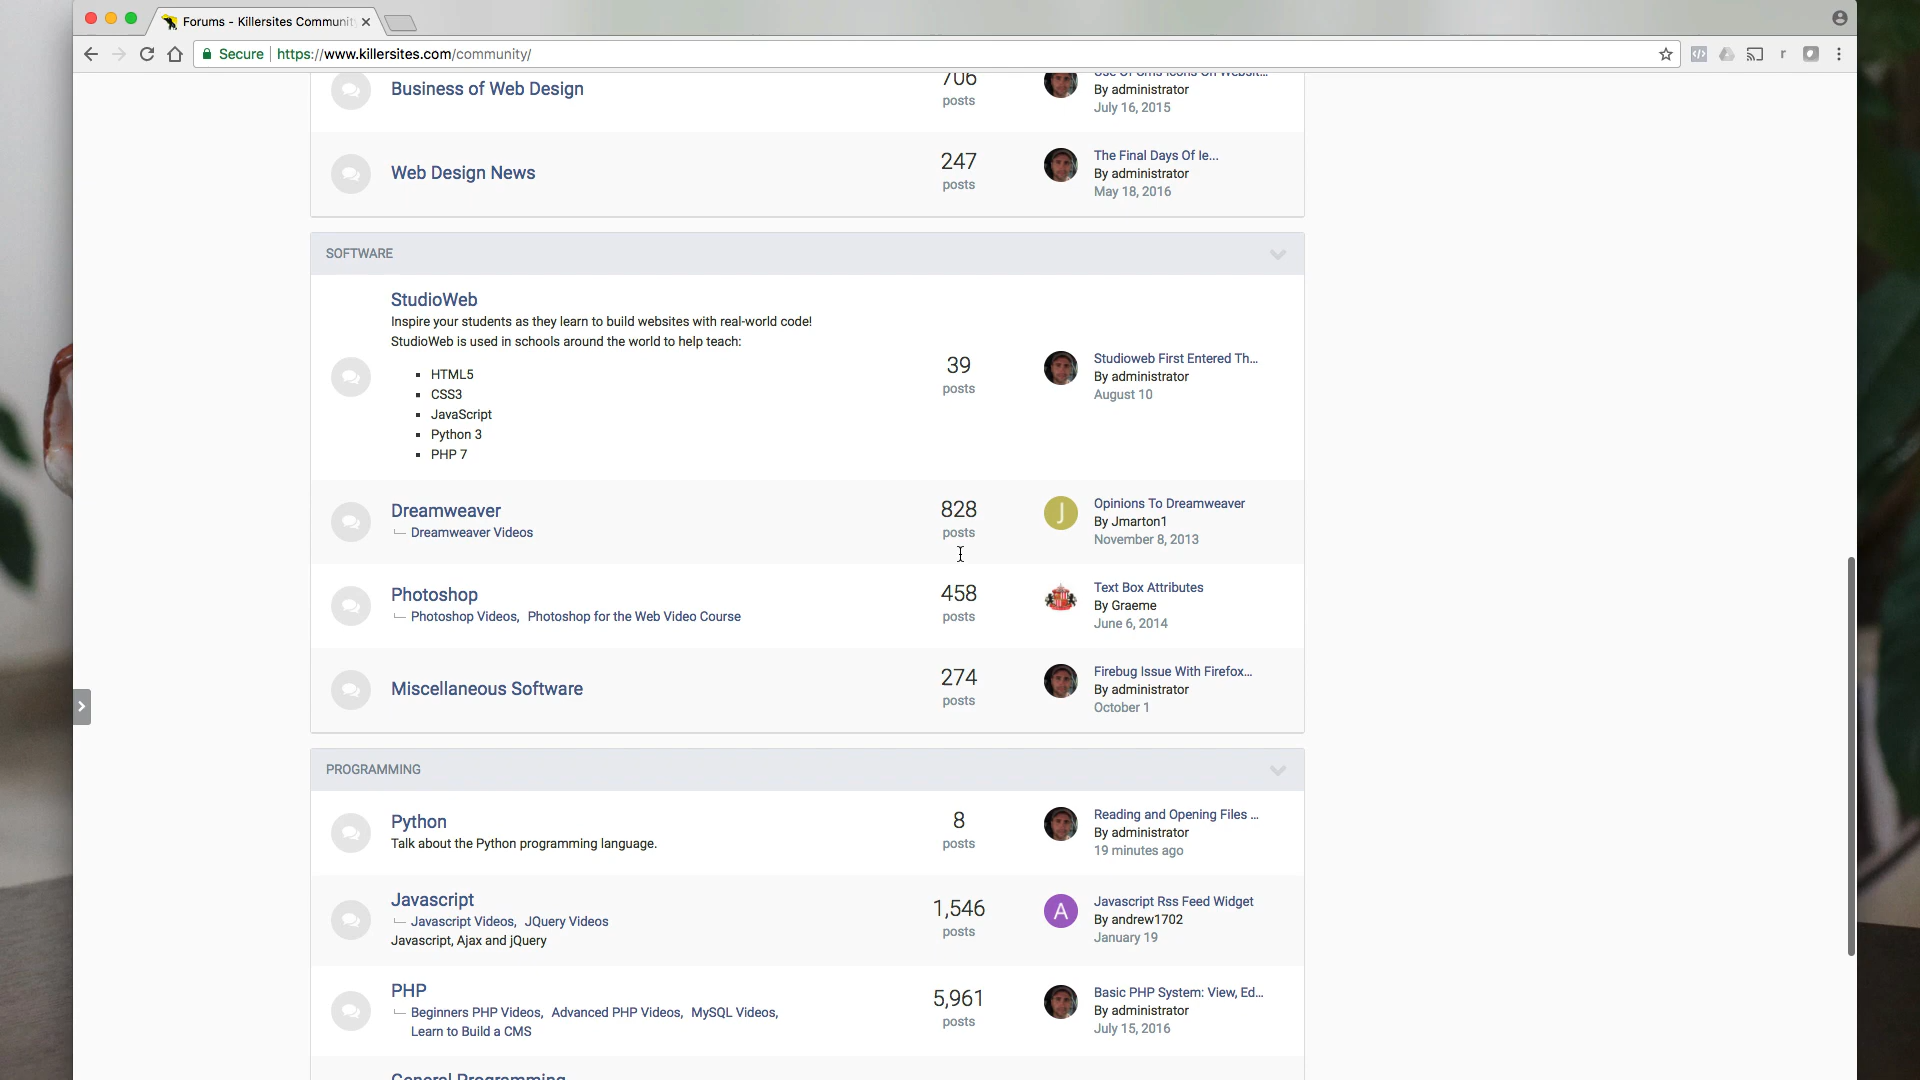 Forums - Killersites Communit
Secure https://www.killersites.com/community/
r
Business of Web Design
706
posts
By administrator
July 16, 2015
Web Design News
247
posts
The Final Days Of Ie...
By administrator
May 18, 2016
SOFTWARE
StudioWeb
Inspire your students as they learn to build websites with real-world code!
StudioWeb is used in schools around the world to help teach:
HTML5
CSS3
JavaScript
Python 3
PHP 7
39
posts
Studioweb First Entered Th...
By administrator
August 10
Dreamweaver
Dreamweaver Videos
828
posts
J
Opinions To Dreamweaver
By Jmarton1
November 8, 2013
Photoshop
Photoshop Videos, Photoshop for the Web Video Course
458
posts
Text Box Attributes
By Graeme
June 6, 2014
Miscellaneous Software
274
posts
Firebug Issue With Firefox...
By administrator
October 1
PROGRAMMING
Python
Talk about the Python programming language.
8
posts
Reading and Opening Files ...
By administrator
19 minutes ago
Javascript
Javascript Videos, JQuery Videos
Javascript, Ajax and jQuery
1,546
posts
A
Javascript Rss Feed Widget
By andrew1702
January 19
PHP
Beginners PHP Videos, Advanced PHP Videos, MySQL Videos,
Learn to Build a CMS
5,961
posts
Basic PHP System: View, Ed...
By administrator
July 15, 2016
General Programming